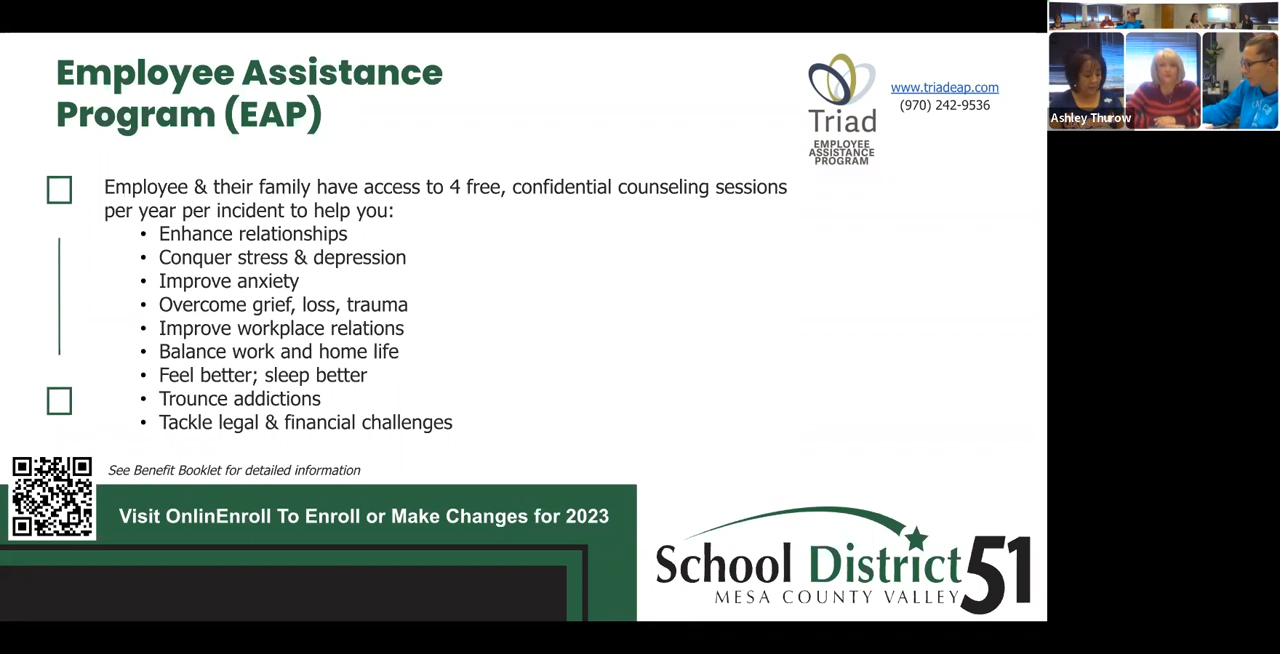 Employee Assistance
Program (EAP)
Triad
EMPLOYEE
ASSISTANCE
PROGRAM
www.triadeap.com
(970) 242-9536
Ashley Thurow
Employee & their family have access to 4 free, confidential counseling sessions
per year per incident to help you:
• Enhance relationships
• Conquer stress & depression
• Improve anxiety
• Overcome grief, loss, trauma
• Improve workplace relations
• Balance work and home life
• Feel better; sleep better
• Trounce addictions
• Tackle legal & financial challenges
See Benefit Booklet for detailed information
Visit OnlinEnroll To Enroll or Make Changes for 2023
School District 51
MESA COUNTY VALLEY